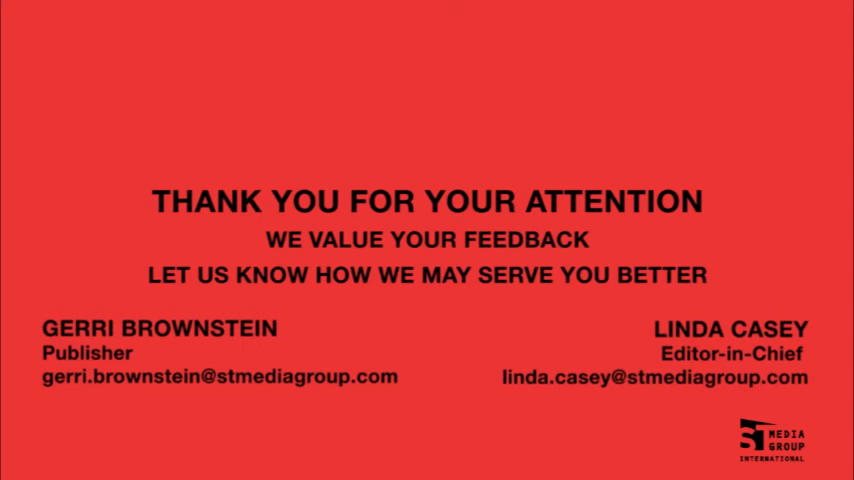 THANK YOU FOR YOUR ATTENTION
WE VALUE YOUR FEEDBACK
LET US KNOW HOW WE MAY SERVE YOU BETTER
GERRI BROWNSTEIN
Publisher
gerri.brownstein@stmediagroup.com
LINDA CASEY
Editor-in-Chief
linda.casey@stmediagroup.com
ST MEDIA
GROUP
INTERNATIONAL